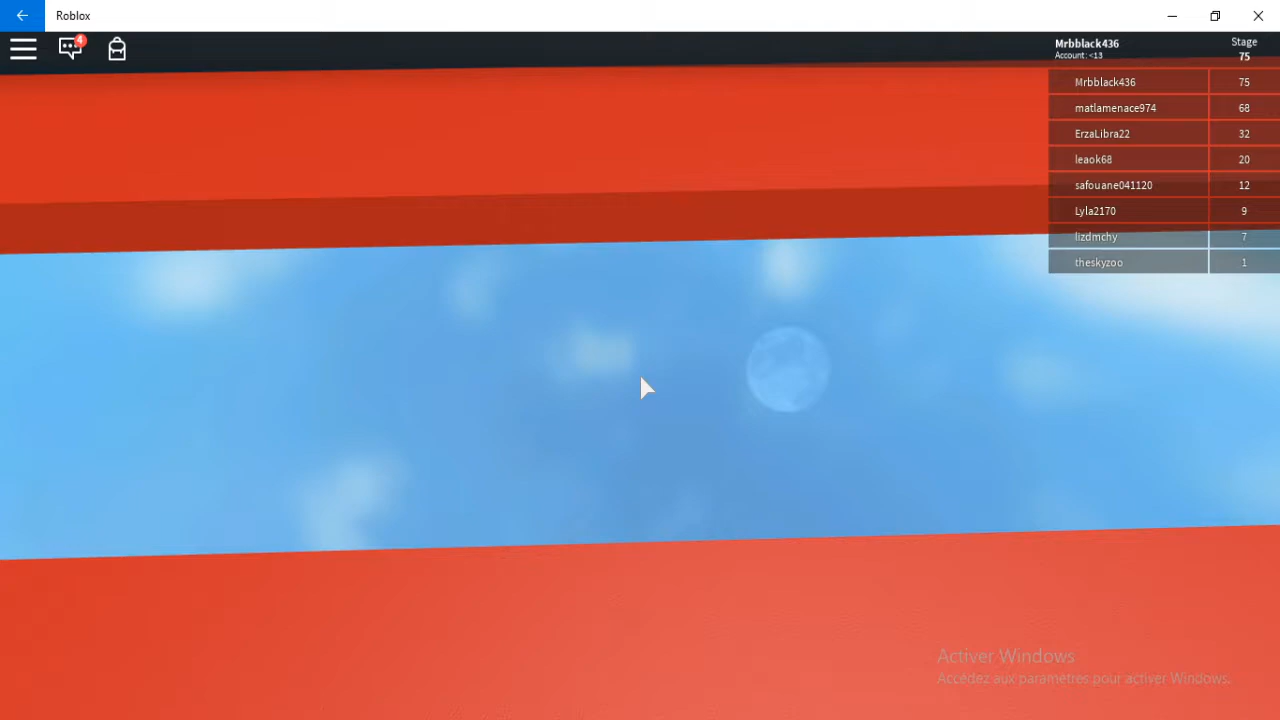 Roblox
4
Mrbblack436
Account: <13
Stage
75
Mrbblack436 75
matlamenace974 68
ErzaLibra22 32
leaok68 20
safouane041120 12
Lyla2170 9
lizdmchy 7
theskyzoo 1
Activer Windows
Accédez aux paramètres pour activer Windows.